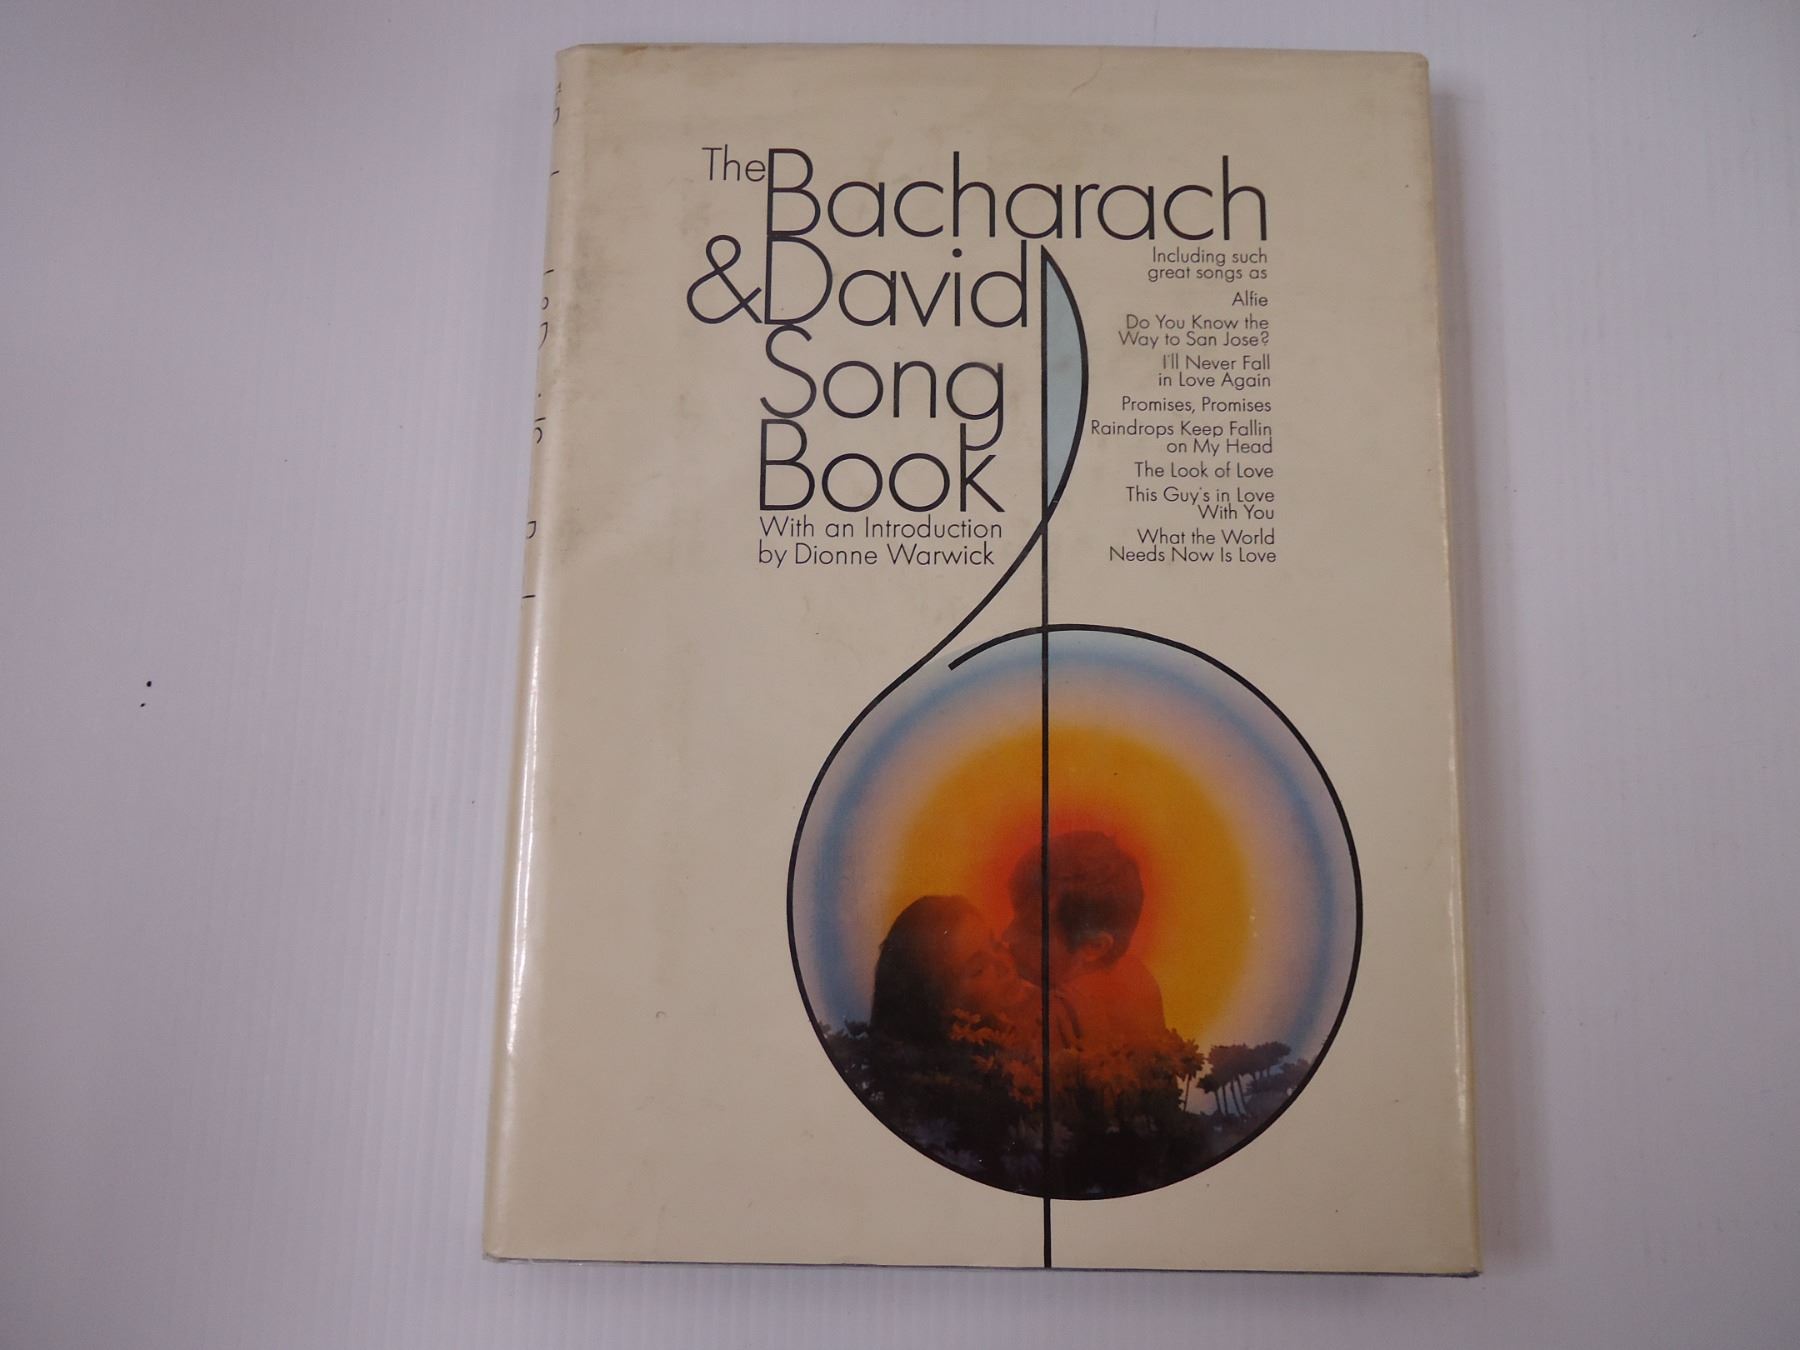 The Bacharach
& David
Song
Book
With an Introduction
by Dionne Warwick
Including such
great songs as
Alfie
Do You Know the
Way to San Jose?
I'll Never Fall
in Love Again
Promises, Promises
Raindrops Keep Fallin
on My Head
The Look of Love
This Guy's in Love
With You
What the World
Needs Now Is Love